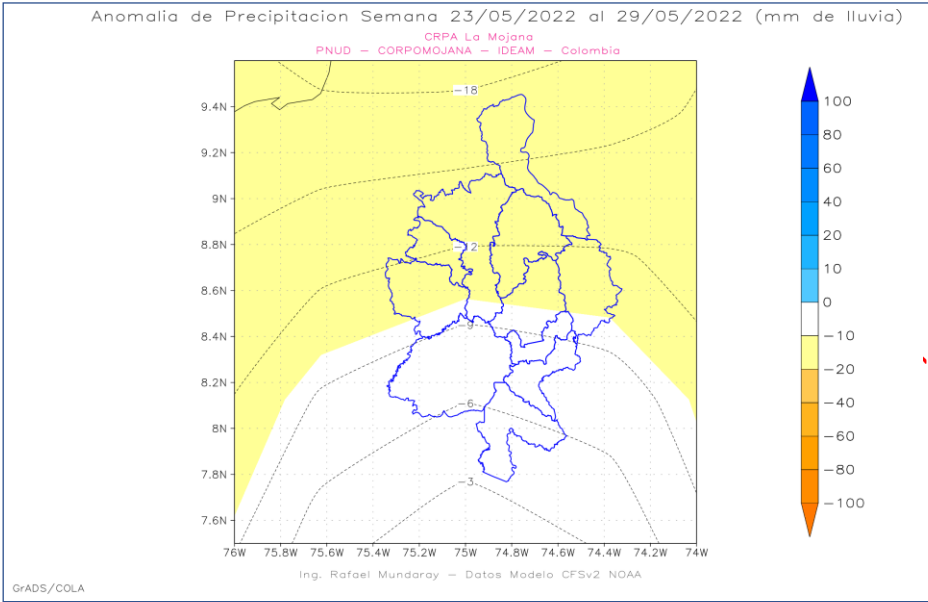 Anomalia de Precipitacion Semana 23/05/2022 al 29/05/2022 (mm de lluvia)
CRPA La Mojana
PNUD – CORPOMOJANA – IDEAM – Colombia
9.4N
9.2N
9N
8.8N
8.6N
8.4N
8.2N
8N
7.8N
7.6N
-18
-12
-9
-6
-3
76W 75.8W 75.6W 75.4W 75.2W 75W 74.8W 74.6W 74.4W 74.2W 74W
100
80
60
40
20
10
0
-10
-20
-40
-60
-80
-100
Ing. Rafael Mundaray – Datos Modelo CFSv2 NOAA
GrADS/COLA